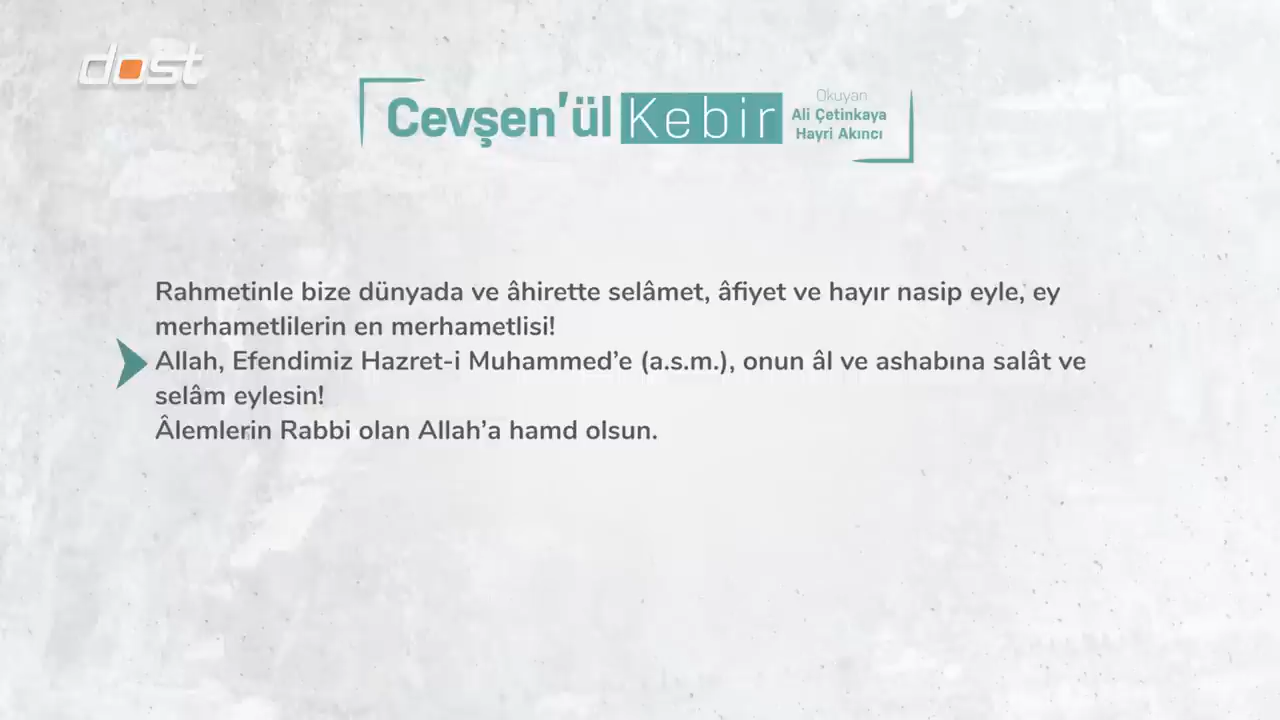 dost
Cevşen'ül Kebir
Okuyan
Ali Çetinkaya
Hayri Akıncı
Rahmetinle bize dünyada ve âhirette selâmet, âfiyet ve hayır nasip eyle, ey
merhametlilerin en merhametlisi!
Allah, Efendimiz Hazret-i Muhammed’e (a.s.m.), onun âl ve ashabına salât ve
selâm eylesin!
Âlemlerin Rabbi olan Allah’a hamd olsun.